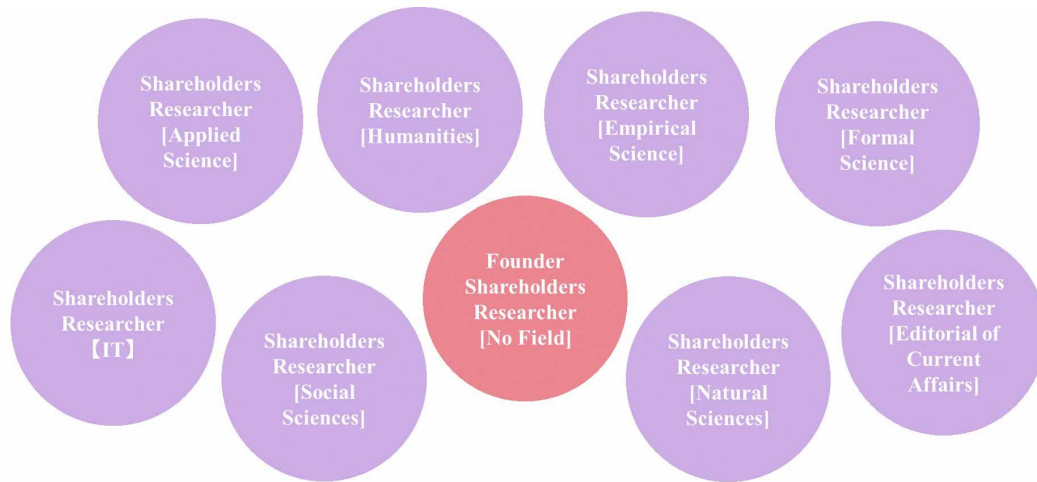 Shareholders
Researcher
[Applied
Science]
Shareholders
Researcher
[Humanities]
Shareholders
Researcher
[Empirical
Science]
Shareholders
Researcher
[Formal
Science]
Shareholders
Researcher
【IT】
Shareholders
Researcher
[Social
Sciences]
Founder
Shareholders
Researcher
[No Field]
Shareholders
Researcher
[Natural
Sciences]
Shareholders
Researcher
[Editorial of
Current
Affairs]